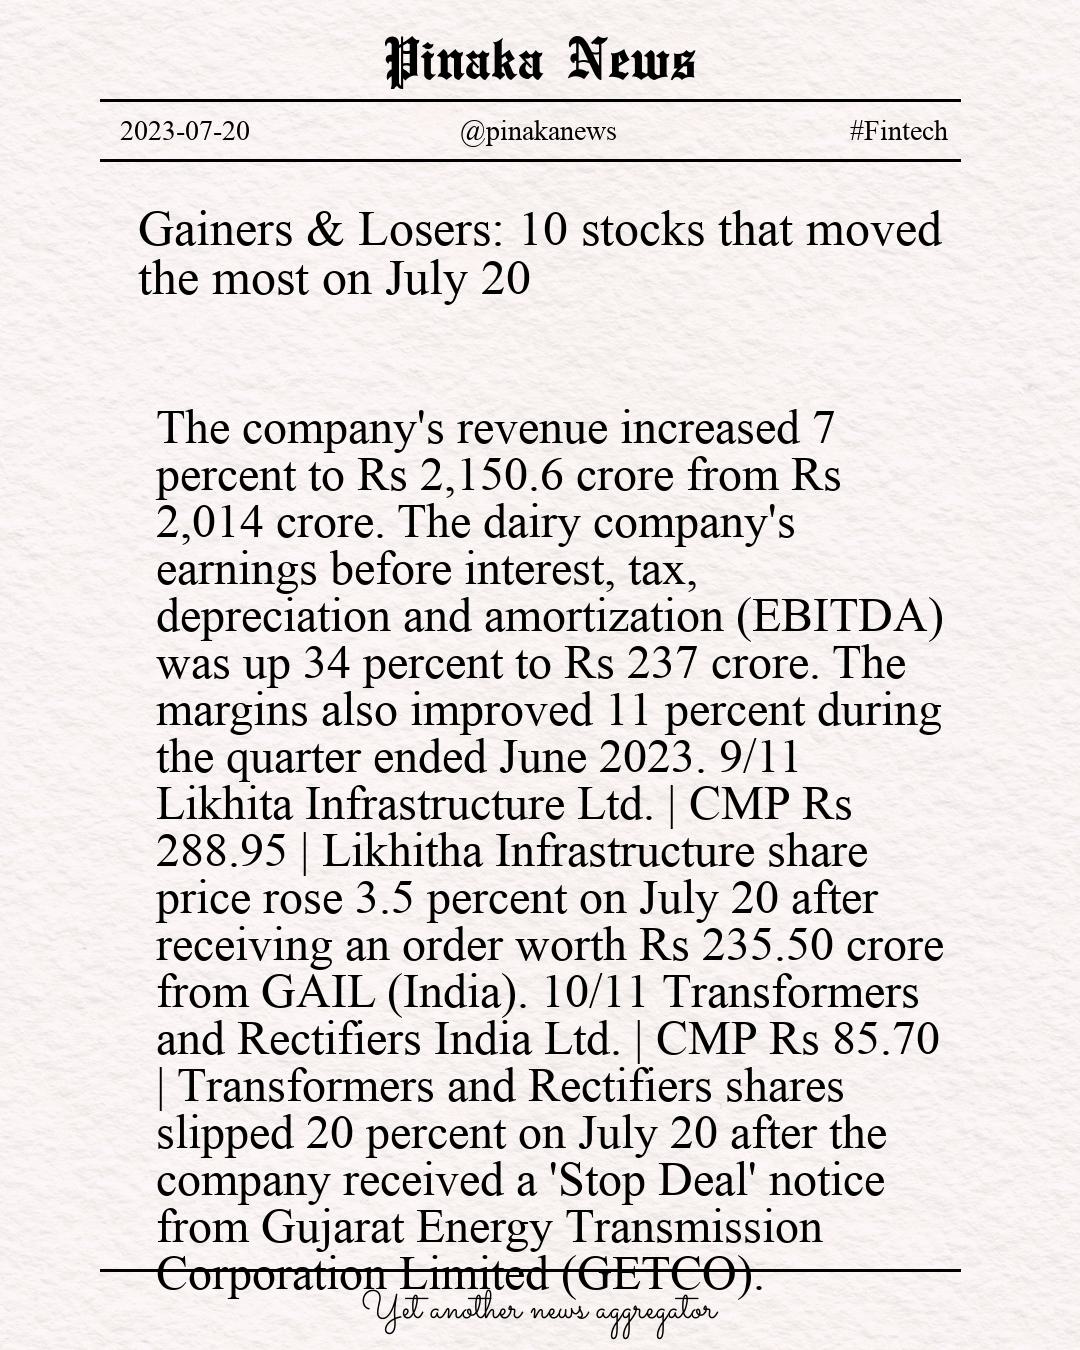 Pinaka News
2023-07-20 @pinakanews #Fintech
Gainers & Losers: 10 stocks that moved
the most on July 20
The company's revenue increased 7
percent to Rs 2,150.6 crore from Rs
2,014 crore. The dairy company's
earnings before interest, tax,
depreciation and amortization (EBITDA)
was up 34 percent to Rs 237 crore. The
margins also improved 11 percent during
the quarter ended June 2023. 9/11
Likhita Infrastructure Ltd. | CMP Rs
288.95 | Likhitha Infrastructure share
price rose 3.5 percent on July 20 after
receiving an order worth Rs 235.50 crore
from GAIL (India). 10/11 Transformers
and Rectifiers India Ltd. | CMP Rs 85.70
| Transformers and Rectifiers shares
slipped 20 percent on July 20 after the
company received a 'Stop Deal' notice
from Gujarat Energy Transmission
Corporation Limited (GETCO).
Yet another news aggregator